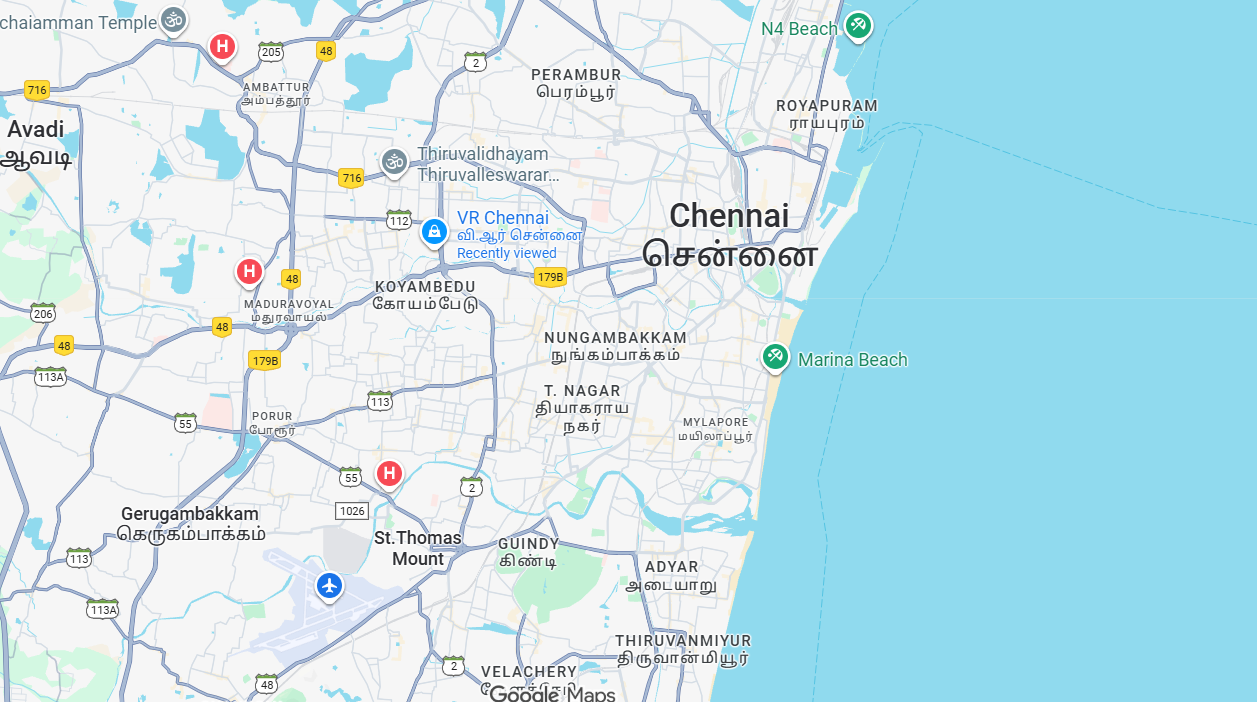 chaiamman Temple
H
205
48
2
N4 Beach
716
AMBATTUR
அம்பத்தூர்
PERAMBUR
பெரம்பூர்
ROYAPURAM
ராயபுரம்
Avadi
ஆவடி
Thiruvalidhayam
Thiruvalleswarar...
716
112
VR Chennai
வி.ஆர் சென்னை
Recently viewed
Chennai
சென்னை
H
48
179B
KOYAMBEDU
கோயம்பேடு
MADURAVOYAL
மதுரவாயல்
206
48
48
NUNGAMBAKKAM
நுங்கம்பாக்கம்
179B
Marina Beach
113A
T. NAGAR
தியாகராய
நகர்
113
55
PORUR
போரூர்
MYLAPORE
மயிலாப்பூர்
H
55
2
1026
Gerugambakkam
கெருகம்பாக்கம்
St.Thomas
Mount
GUINDY
கிண்டி
113
ADYAR
அடையாறு
113A
THIRUVANMIYUR
திருவான்மியூர்
2
VELACHERY
48
Google Maps